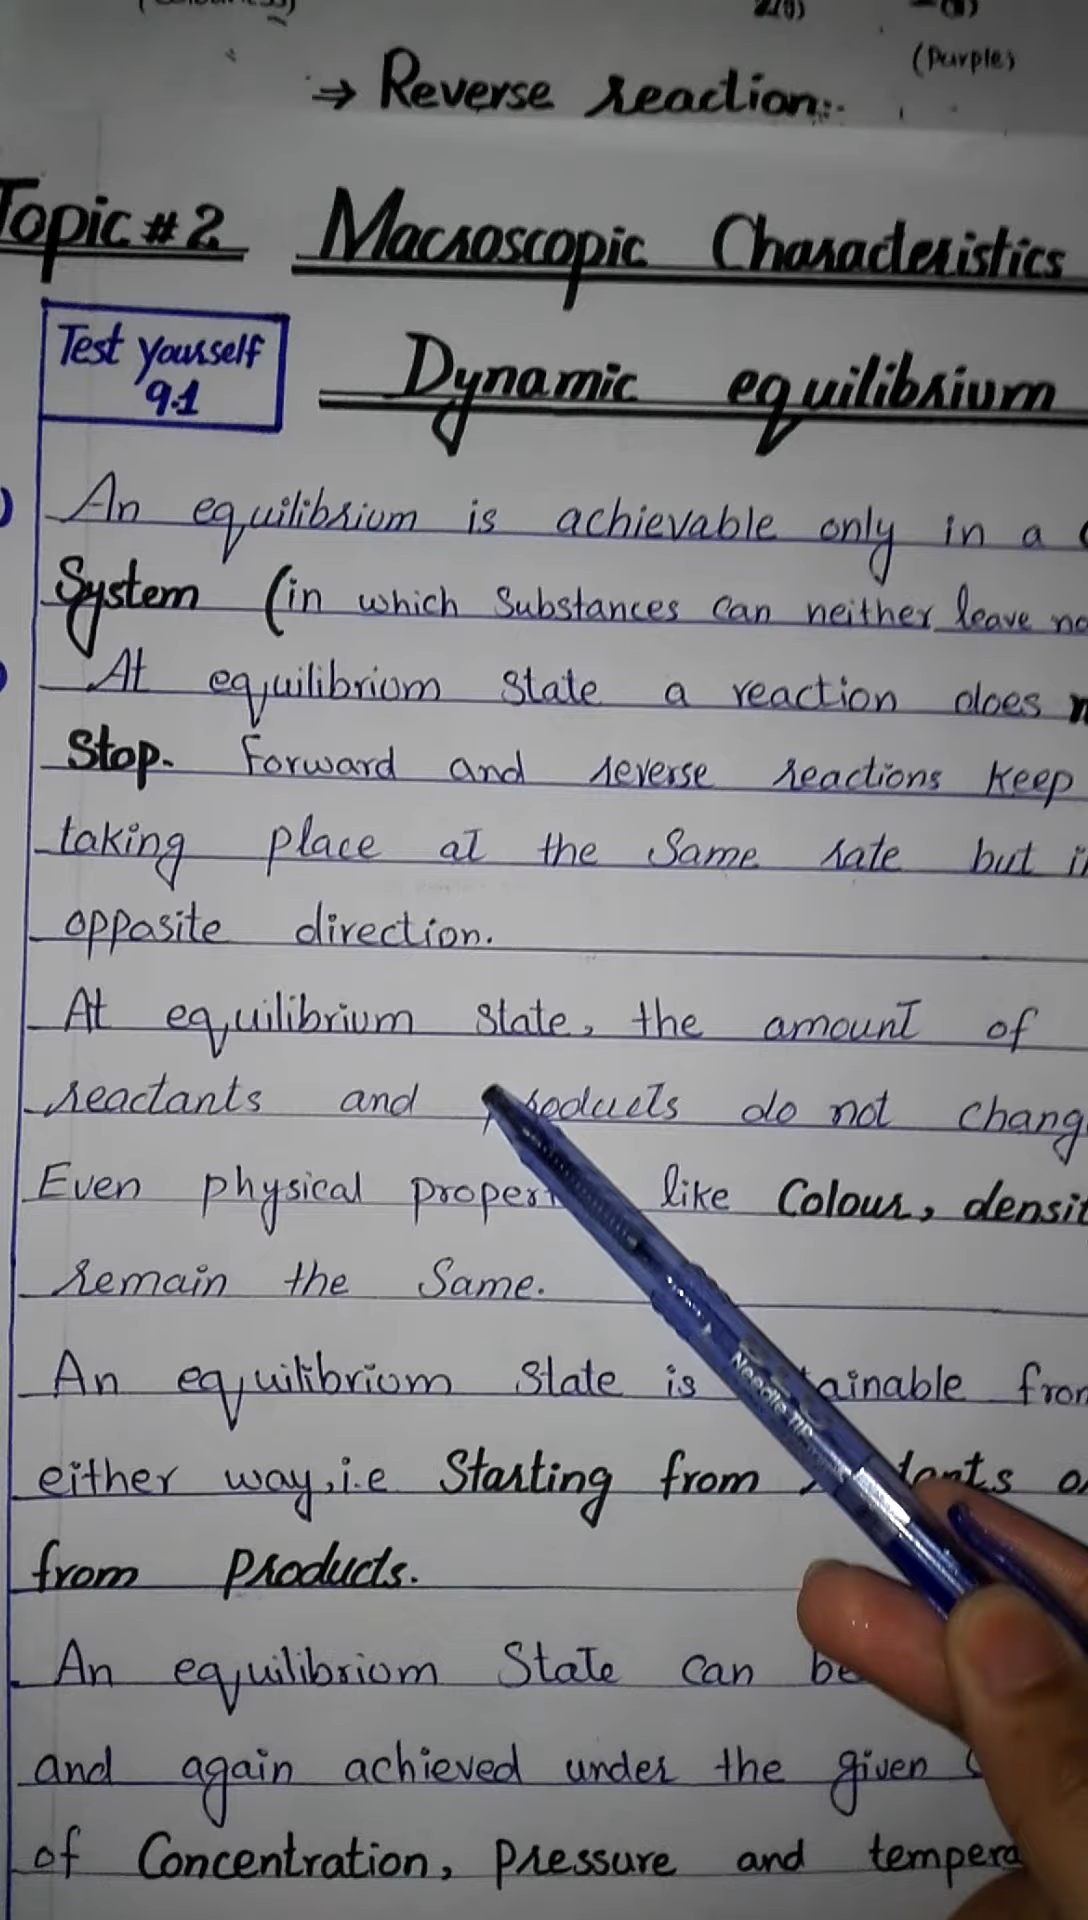 (Purple)
⇒ Reverse reaction:-
Topic # 2 Macroscopic Characteristics
Test yourself
9.1
Dynamic equilibrium
An equilibrium is achievable only in a
System (in which Substances can neither leave
At equilibrium state a reaction does
Stop. Forward and reverse reactions keep
taking place at the Same rate but
opposite direction.
At equilibrium state, the amount of
reactants and products do not
Even physical like Colour,
remain the Same.
An equilibrium State is
either way, i.e Starting from
from Products.
An equilibrium State can be
and again achieved under the given
of Concentration, Pressure and
Needle TIP